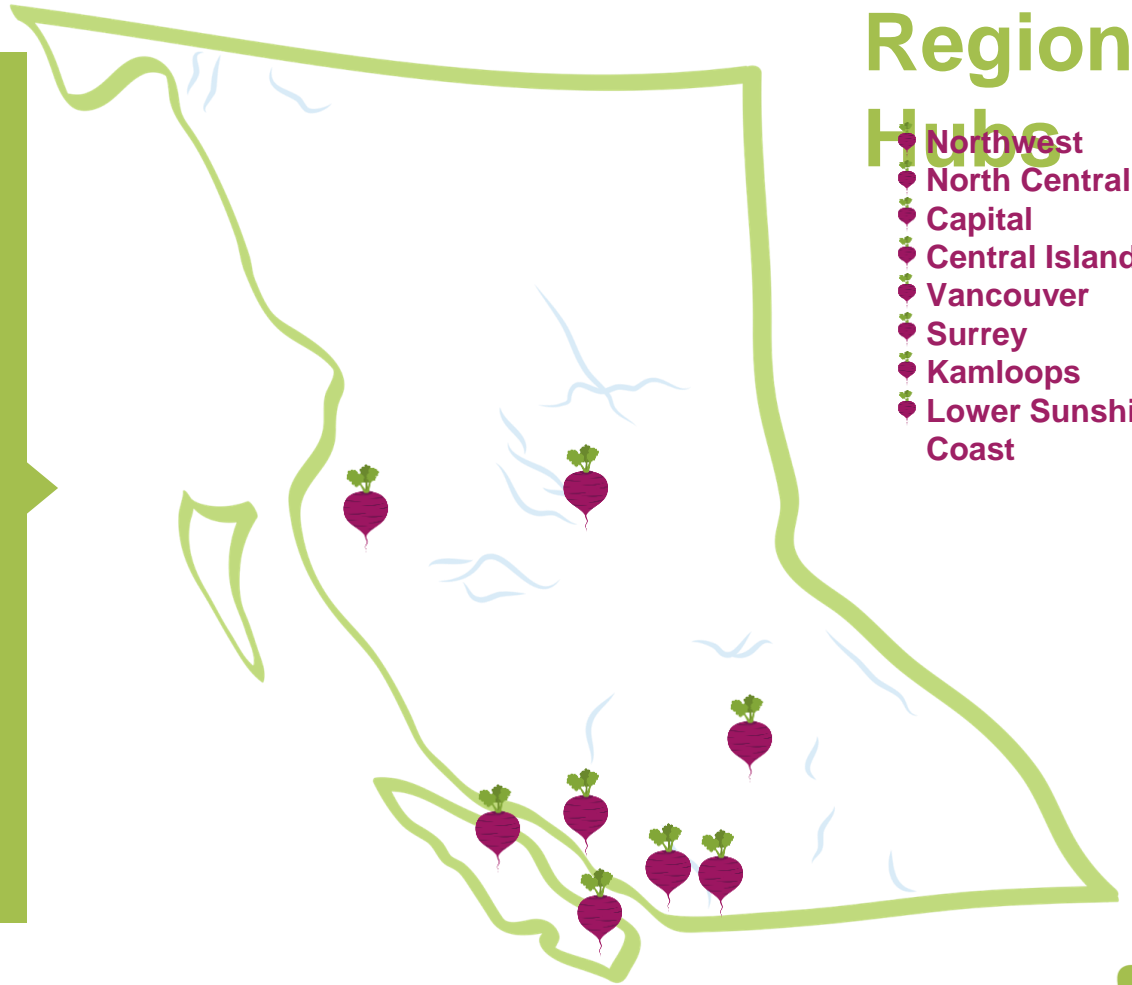 Region
Hubs
Northwest
North Central
Capital
Central Island
Vancouver
Surrey
Kamloops
Lower Sunshi
Coast